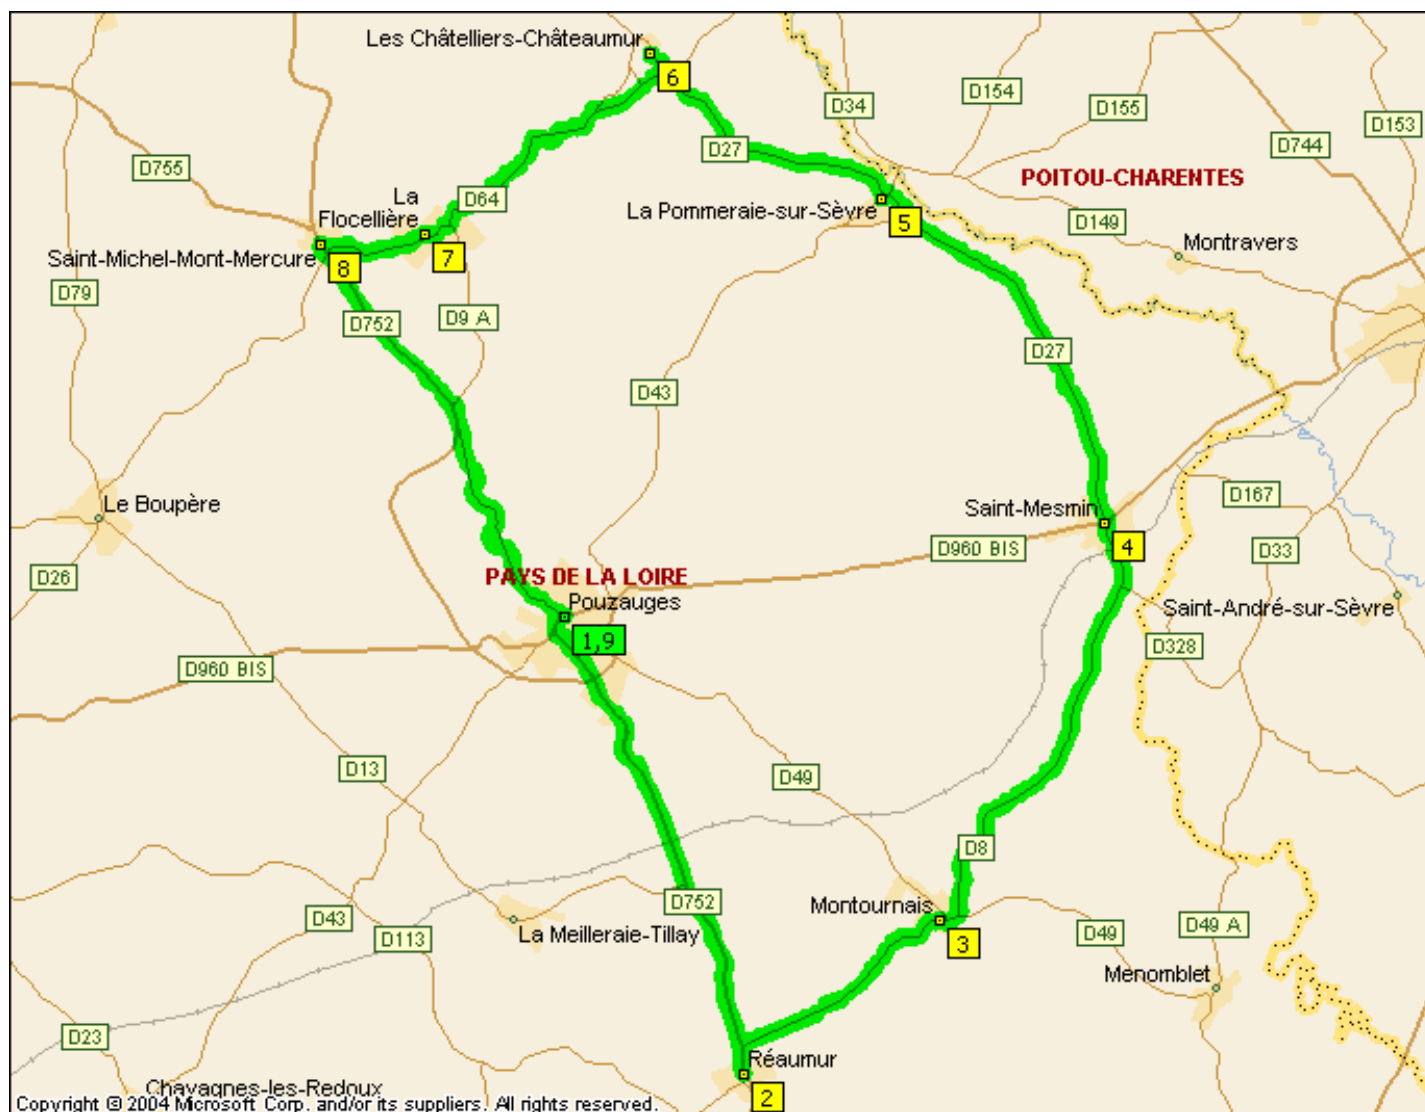 Les Châtelliers-Châteaumur
6
D34
D154
D155
D153
D744
D27
D755
La
Flocellière
D64
POITOU-CHARENTES
La Pommeraie-sur-Sèvre
5
D149
Montravers
Saint-Michel-Mont-Mercure
8
7
D79
D752
D9 A
D27
D43
Le Boupère
Saint-Mesmin
D167
D960 BIS
4
D33
D26
PAYS DE LA LOIRE
Pouzauges
Saint-André-sur-Sèvre
1,9
D328
D960 BIS
D13
D49
D8
D752
Montournais
D43
D113
La Meilleraie-Tillay
3
D49
D49 A
Menomblet
D23
Réaumur
2
Chavagnes-les-Redoux
Copyright © 2004 Microsoft Corp. and/or its suppliers. All rights reserved.